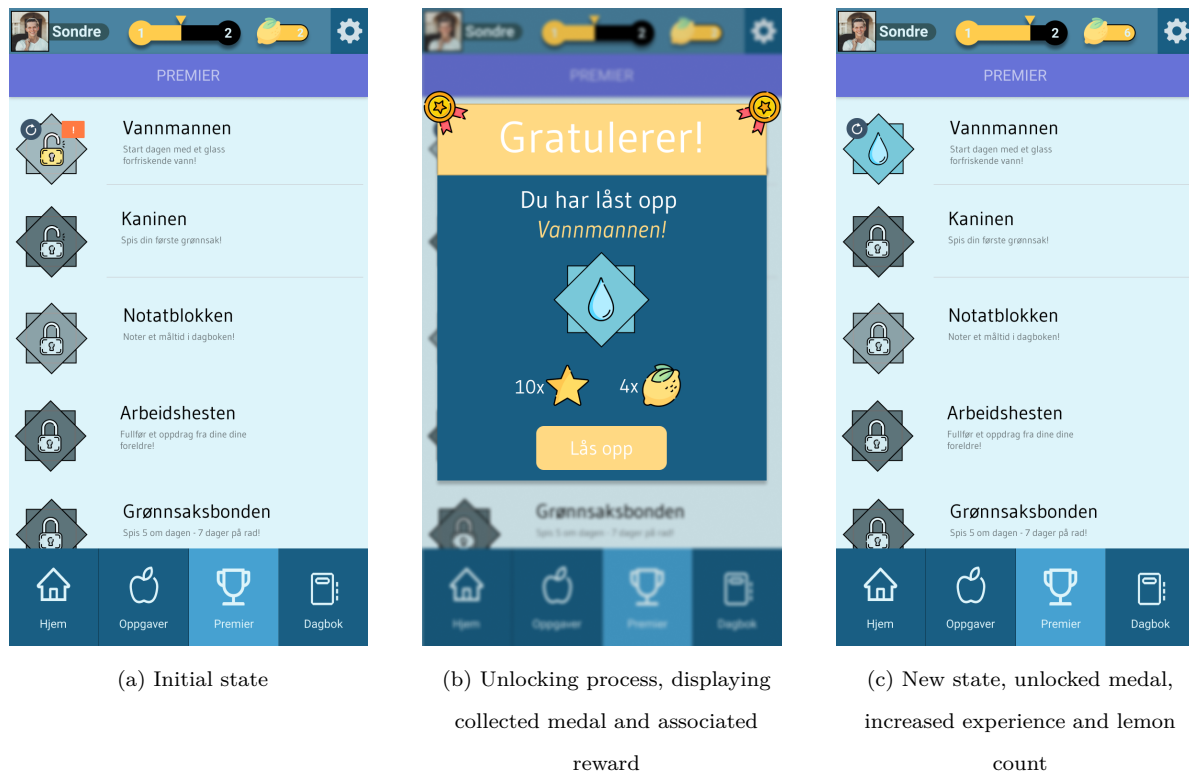 Sondre
1
2
2
PREMIER
!
Vannmannen
Start dagen med et glass
forfriskende vann!
Kaninen
Spis din første grønnsak!
Notatblokken
Noter et måltid i dagboken!
Arbeidshesten
Fullfør et oppdrag fra dine dine
foreldre!
Grønnsaksbonden
Spis 5 om dagen - 7 dager på rad!
Hjem
Oppgaver
Premier
Dagbok
(a) Initial state
Sondre
1
2
PREMIER
Gratulerer!
Du har låst opp
Vannmannen!
10x
4x
Lås opp
Grønnsaksbonden
Spis 5 om dagen - 7 dager på rad!
Hjem
Oppgaver
Premier
Dagbok
(b) Unlocking process, displaying
collected medal and associated
reward
Sondre
1
2
6
PREMIER
Vannmannen
Start dagen med et glass
forfriskende vann!
Kaninen
Spis din første grønnsak!
Notatblokken
Noter et måltid i dagboken!
Arbeidshesten
Fullfør et oppdrag fra dine dine
foreldre!
Grønnsaksbonden
Spis 5 om dagen - 7 dager på rad!
Hjem
Oppgaver
Premier
Dagbok
(c) New state, unlocked medal,
increased experience and lemon
count